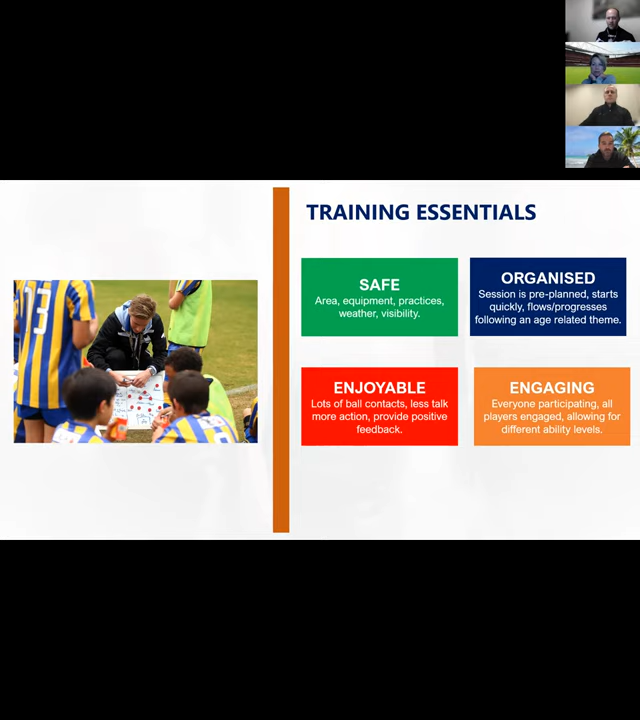 TRAINING ESSENTIALS
SAFE
Area, equipment, practices,
weather, visibility.
ORGANISED
Session is pre-planned, starts
quickly, flows/progresses
following an age related theme.
ENJOYABLE
Lots of ball contacts, less talk
more action, provide positive
feedback.
ENGAGING
Everyone participating, all
players engaged, allowing for
different ability levels.
13